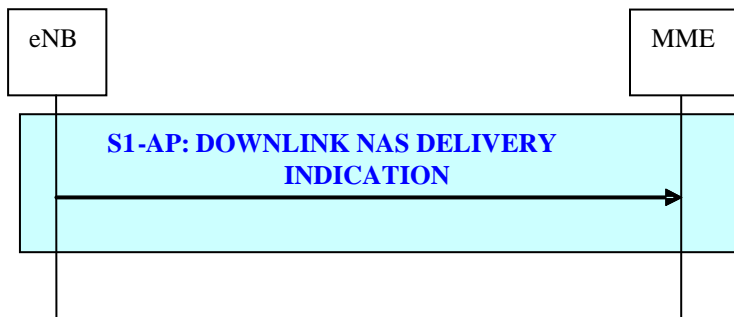 eNB
MME
S1-AP: DOWNLINK NAS DELIVERY
INDICATION